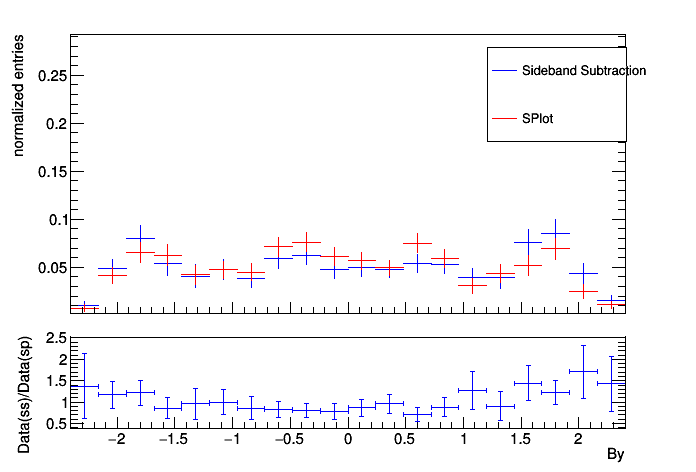 normalized entries
0.25
0.2
0.15
0.1
0.05
Sideband Subtraction
SPlot
Data(ss)/Data(sp)
2.5
2
1.5
1
0.5
−2 −1.5 −1 −0.5 0 0.5 1 1.5 2
By